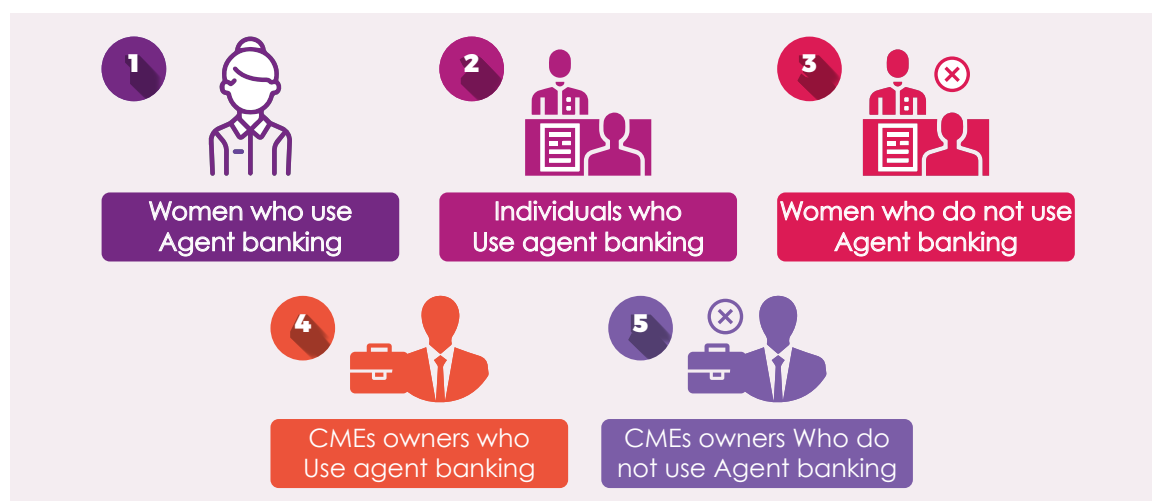 1
Women who use
Agent banking
2
Individuals who
Use agent banking
3
Women who do not use
Agent banking
4
CMEs owners who
Use agent banking
5
CMEs owners Who do
not use Agent banking